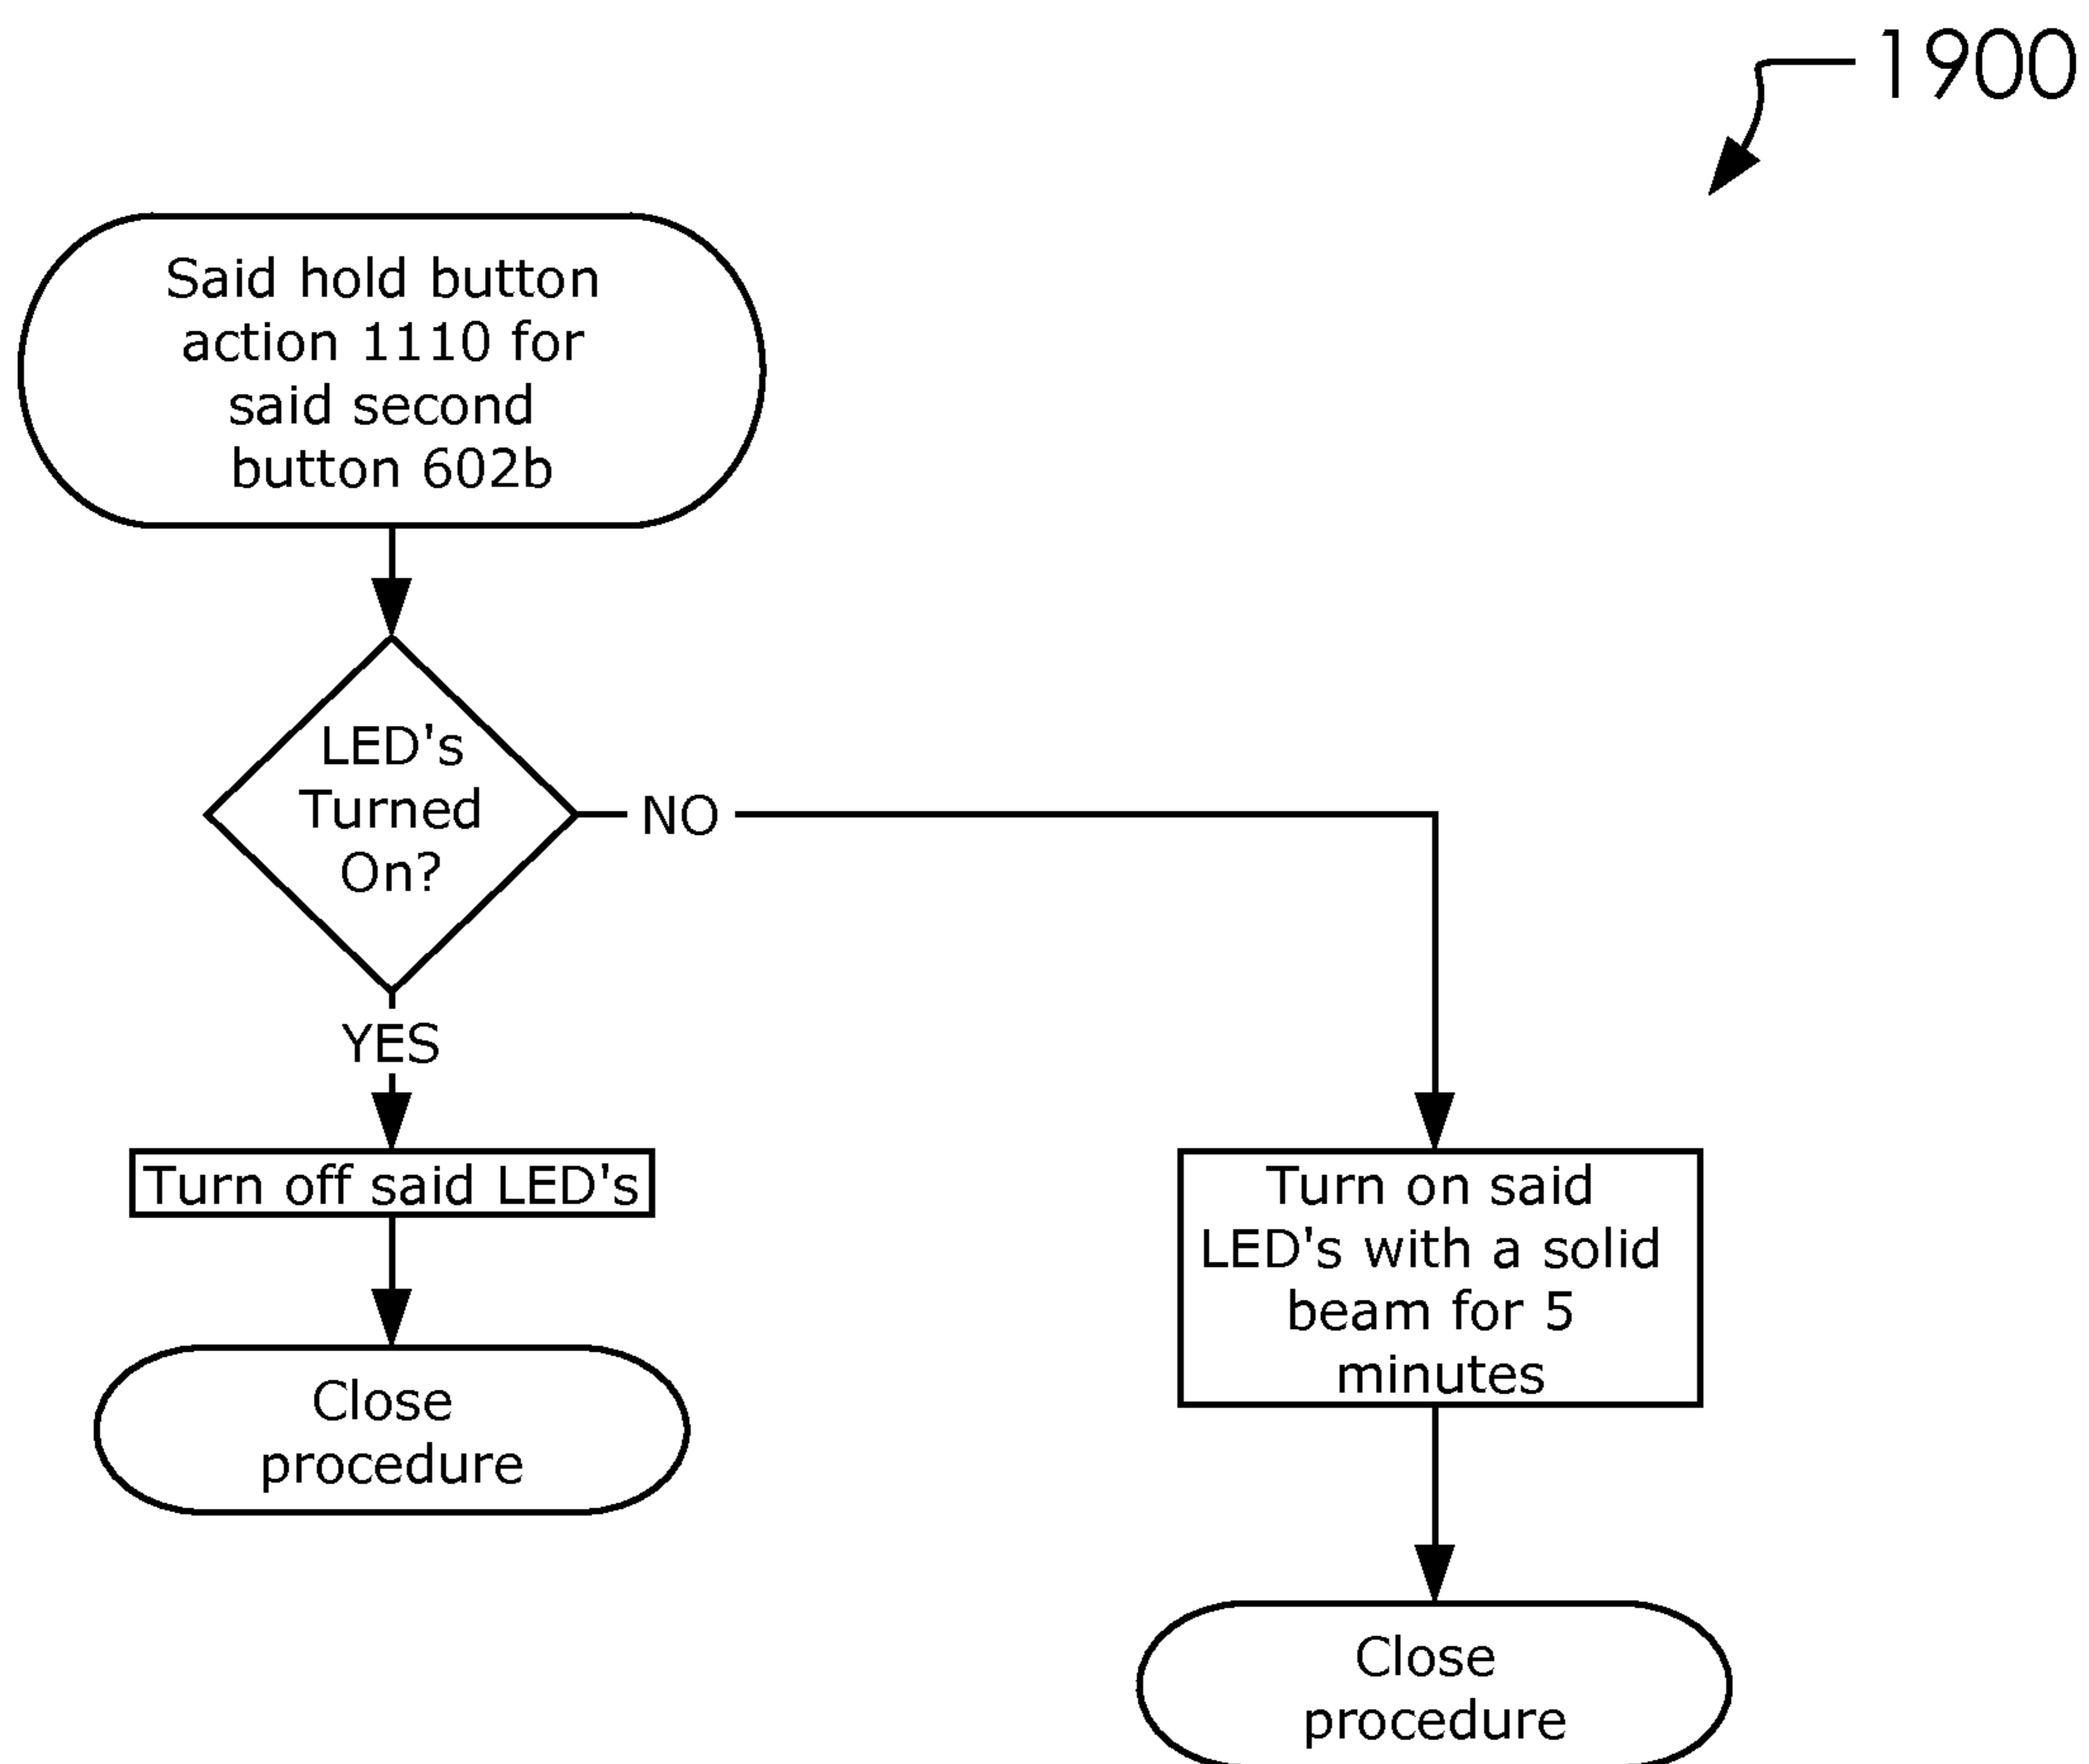 1900
Said hold button
action 1110 for
said second
button 602b
LED's
Turned
On?
NO
YES
Turn off said LED's
Turn on said
LED's with a solid
beam for 5
minutes
Close
procedure
Close
procedure